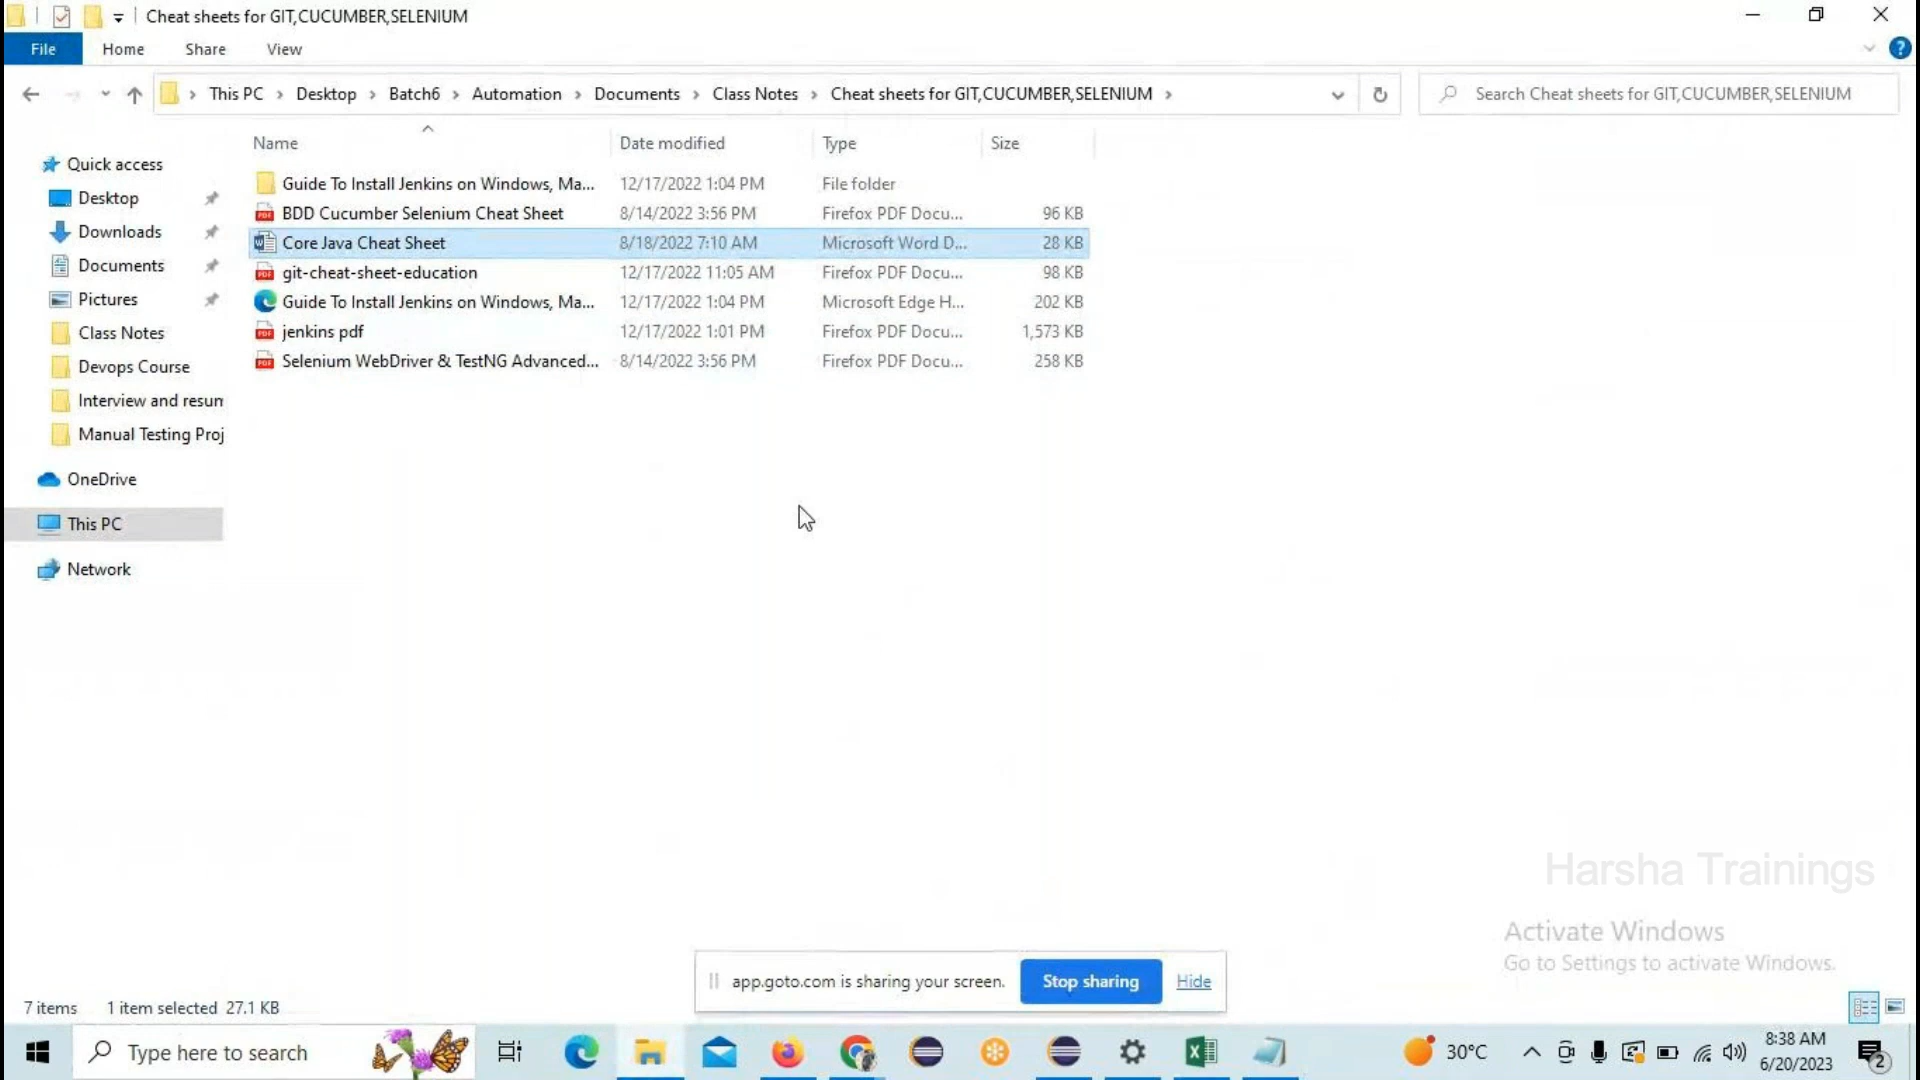 Cheat sheets for GIT,CUCUMBER,SELENIUM
File Home Share View
This PC Desktop Batch6 Automation Documents Class Notes Cheat sheets for GIT,CUCUMBER,SELENIUM
Search Cheat sheets for GIT,CUCUMBER,SELENIUM
Name Date modified Type Size
Guide To Install Jenkins on Windows, Ma... 12/17/2022 1:04 PM File folder
BDD Cucumber Selenium Cheat Sheet 8/14/2022 3:56 PM Firefox PDF Docu... 96 KB
Core Java Cheat Sheet 8/18/2022 7:10 AM Microsoft Word D... 28 KB
git-cheat-sheet-education 12/17/2022 11:05 AM Firefox PDF Docu... 98 KB
Guide To Install Jenkins on Windows, Ma... 12/17/2022 1:04 PM Microsoft Edge H... 202 KB
jenkins pdf 12/17/2022 1:01 PM Firefox PDF Docu... 1,573 KB
Selenium WebDriver & TestNG Advanced... 8/14/2022 3:56 PM Firefox PDF Docu... 258 KB
Quick access
Desktop
Downloads
Documents
Pictures
Class Notes
Devops Course
Interview and resum
Manual Testing Proj
OneDrive
This PC
Network
Harsha Trainings
Activate Windows
Go to Settings to activate Windows.
app.goto.com is sharing your screen. Stop sharing Hide
7 items 1 item selected 27.1 KB
Type here to search
30°C
8:38 AM
6/20/2023
2